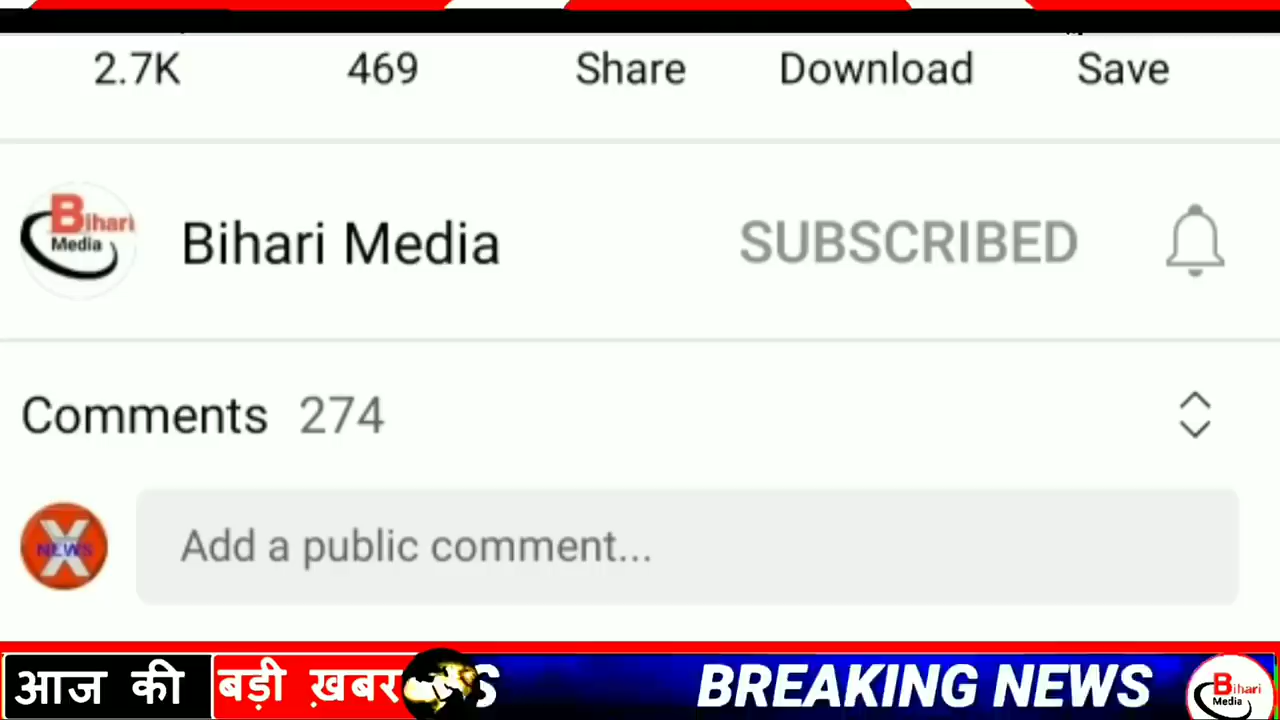 2.7K 469 Share Download Save
Bihari Media
Bihari Media SUBSCRIBED
Comments 274
NEWS X
Add a public comment...
आज की बड़ी ख़बर S BREAKING NEWS
Bihari Media